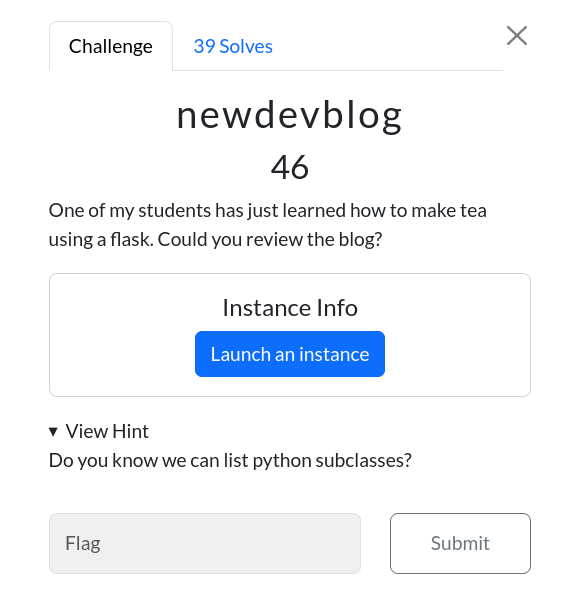 Challenge
39 Solves
newdevblog
46
One of my students has just learned how to make tea
using a flask. Could you review the blog?
Instance Info
Launch an instance
View Hint
Do you know we can list python subclasses?
Flag
Submit